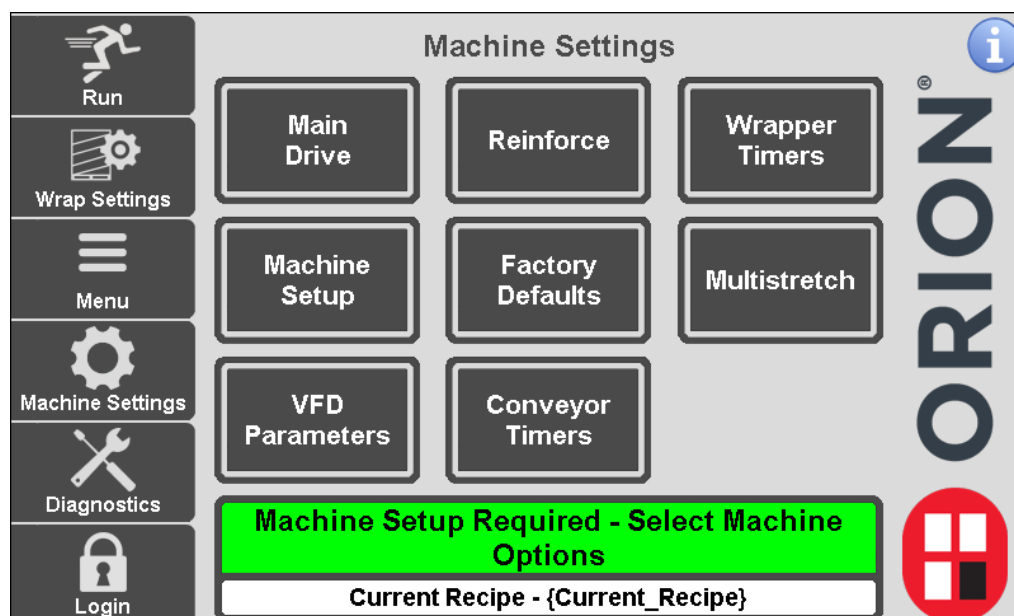 Machine Settings
i
Run
Wrap Settings
Menu
Machine Settings
Diagnostics
Login
Main
Drive
Reinforce
Wrapper
Timers
Machine
Setup
Factory
Defaults
Multistretch
VFD
Parameters
Conveyor
Timers
Machine Setup Required - Select Machine
Options
Current Recipe - {Current_Recipe}
ORION®